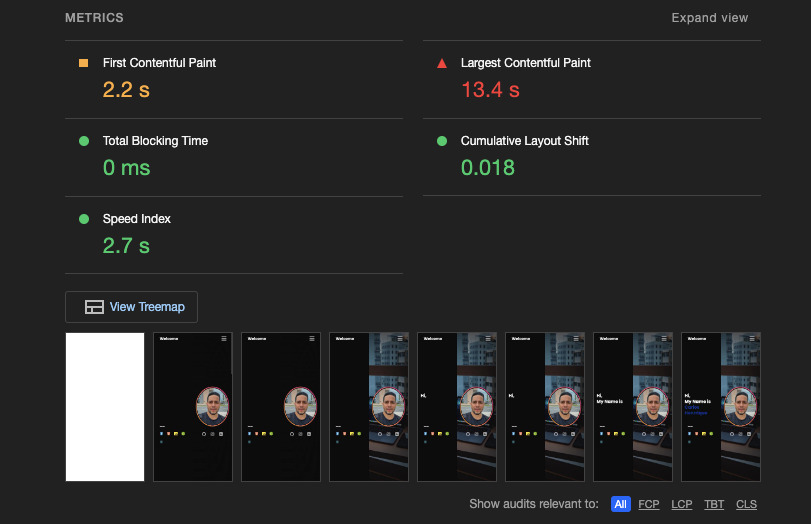 METRICS
Expand view
First Contentful Paint
2.2 s
Largest Contentful Paint
13.4 s
Total Blocking Time
0 ms
Cumulative Layout Shift
0.018
Speed Index
2.7 s
View Treemap
Welcome
Welcome
Welcome
Welcome
Welcome
Welcome
Welcome
Hi,
Hi,
Hi,
My Name is
Hi,
My Name is
Show audits relevant to: All FCP LCP TBT CLS